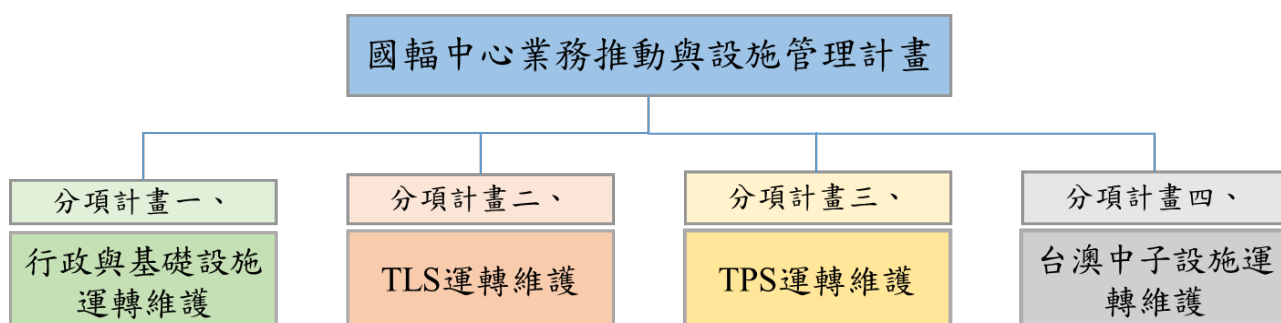 國輻中心業務推動與設施管理計畫
分項計畫一、
行政與基礎設施
運轉維護
分項計畫二、
TLS運轉維護
分項計畫三、
TPS運轉維護
分項計畫四、
台澳中子設施運
轉維護